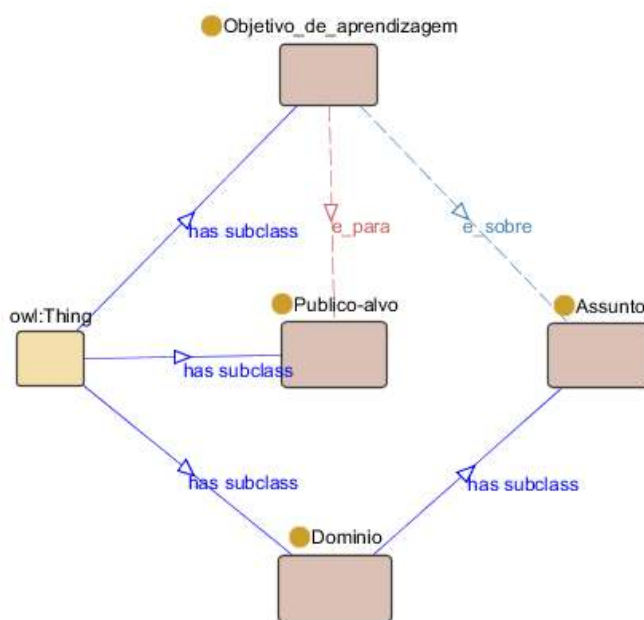 Objetivo_de_aprendizagem
has subclass
e_para
e_sobre
owl:Thing
Publico-alvo
Assunto
has subclass
has subclass
has subclass
Dominio